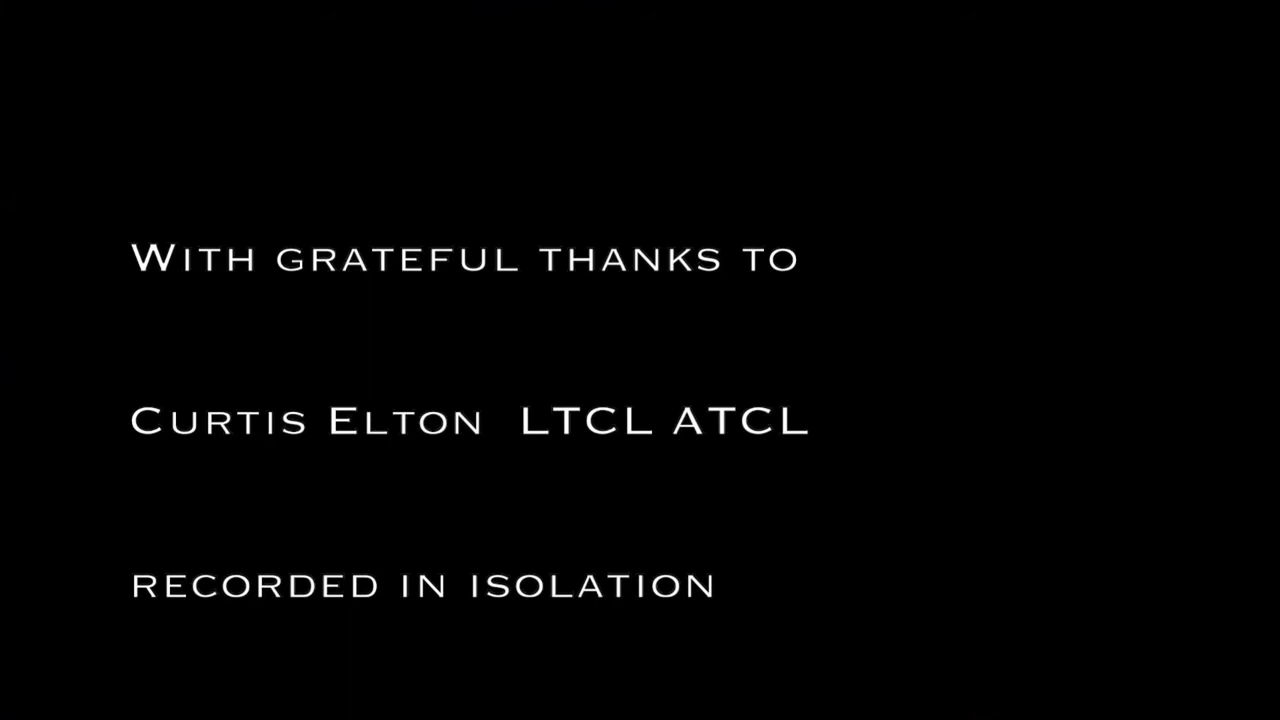 With grateful thanks to
Curtis Elton LTCL ATCL
recorded in isolation